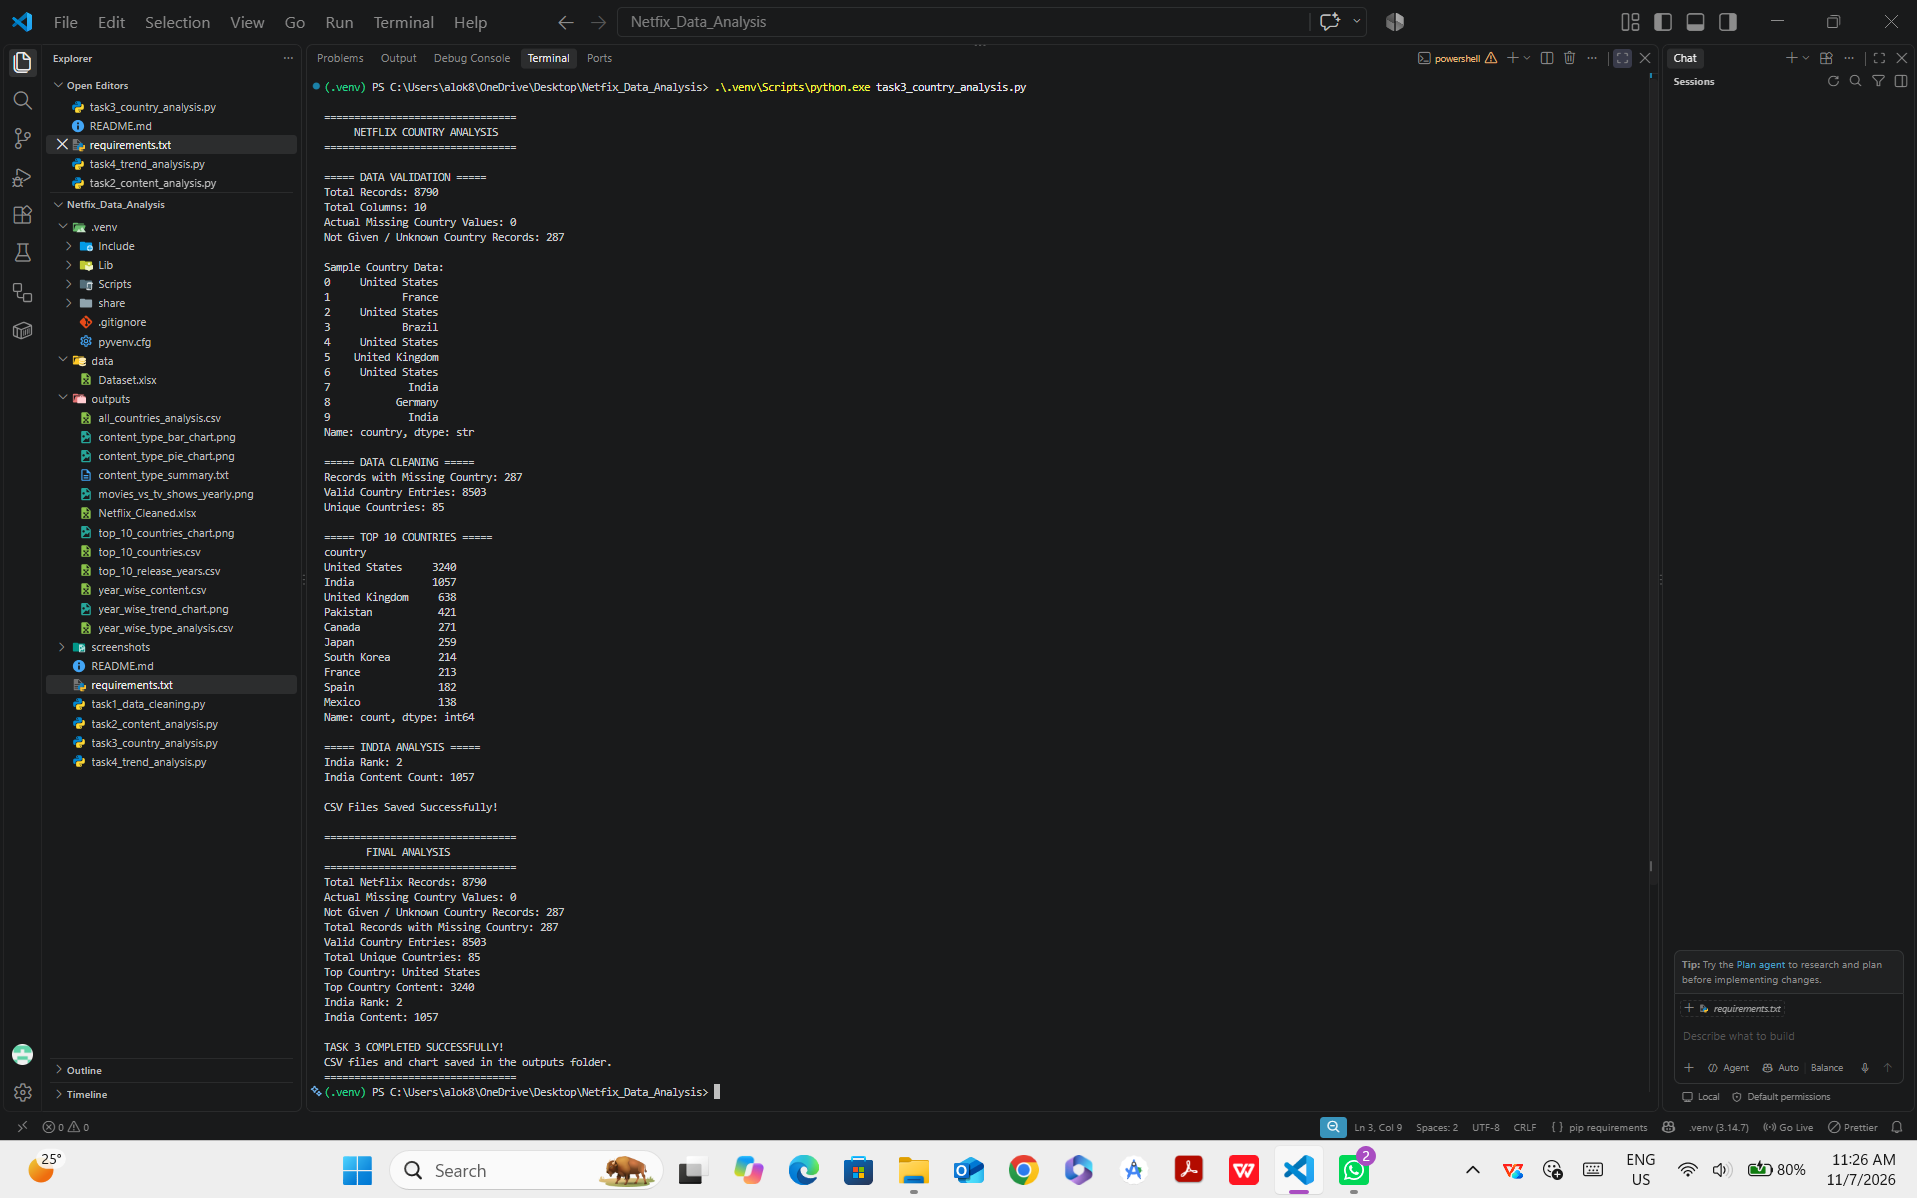 File Edit Selection View Go Run Terminal Help
Netfix_Data_Analysis
Explorer
Open Editors
task3_country_analysis.py
README.md
requirements.txt
task4_trend_analysis.py
task2_content_analysis.py
Netfix_Data_Analysis
.venv
Include
Lib
Scripts
share
.gitignore
pyvenv.cfg
data
Dataset.xlsx
outputs
all_countries_analysis.csv
content_type_bar_chart.png
content_type_pie_chart.png
content_type_summary.txt
movies_vs_tv_shows_yearly.png
Netflix_Cleaned.xlsx
top_10_countries_chart.png
top_10_countries.csv
top_10_release_years.csv
year_wise_content.csv
year_wise_trend_chart.png
year_wise_type_analysis.csv
screenshots
README.md
requirements.txt
task1_data_cleaning.py
task2_content_analysis.py
task3_country_analysis.py
task4_trend_analysis.py
Outline
Timeline
Problems Output Debug Console Terminal Ports
powershell
(.venv) PS C:\Users\alok8\OneDrive\Desktop\Netfix_Data_Analysis> .\.venv\Scripts\python.exe task3_country_analysis.py
================================
NETFLIX COUNTRY ANALYSIS
================================
===== DATA VALIDATION =====
Total Records: 8790
Total Columns: 10
Actual Missing Country Values: 0
Not Given / Unknown Country Records: 287
Sample Country Data:
0 United States
1 France
2 United States
3 Brazil
4 United States
5 United Kingdom
6 United States
7 India
8 Germany
9 India
Name: country, dtype: str
===== DATA CLEANING =====
Records with Missing Country: 287
Valid Country Entries: 8503
Unique Countries: 85
===== TOP 10 COUNTRIES =====
country
United States 3240
India 1057
United Kingdom 638
Pakistan 421
Canada 271
Japan 259
South Korea 214
France 213
Spain 182
Mexico 138
Name: count, dtype: int64
===== INDIA ANALYSIS =====
India Rank: 2
India Content Count: 1057
CSV Files Saved Successfully!
================================
FINAL ANALYSIS
================================
Total Netflix Records: 8790
Actual Missing Country Values: 0
Not Given / Unknown Country Records: 287
Total Records with Missing Country: 287
Valid Country Entries: 8503
Total Unique Countries: 85
Top Country: United States
Top Country Content: 3240
India Rank: 2
India Content: 1057
TASK 3 COMPLETED SUCCESSFULLY!
CSV files and chart saved in the outputs folder.
================================
(.venv) PS C:\Users\alok8\OneDrive\Desktop\Netfix_Data_Analysis>
Chat
Sessions
Tip: Try the Plan agent to research and plan
before implementing changes.
requirements.txt
Describe what to build
Agent Auto Balance
Local Default permissions
0 0
Ln 3, Col 9 Spaces: 2 UTF-8 CRLF { } pip requirements .venv (3.14.7) Go Live Prettier
25°
Search
2
ENG
US
80%
11:26 AM
11/7/2026